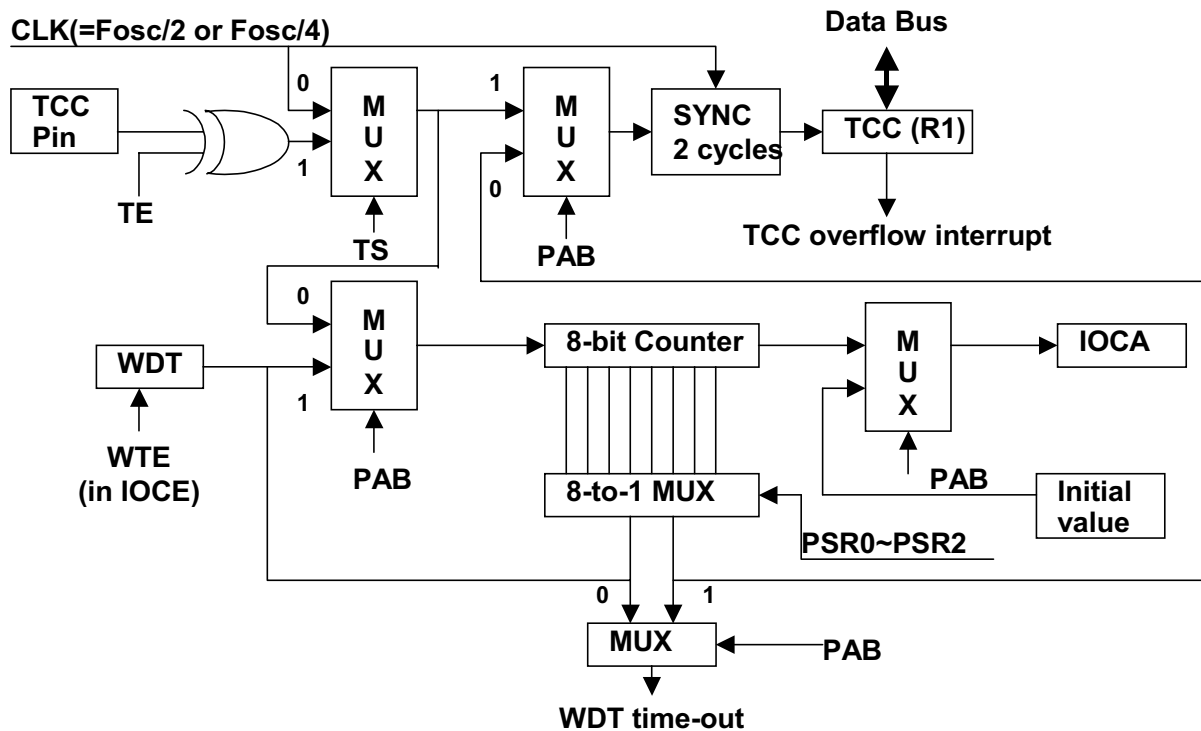 CLK(=Fosc/2 or Fosc/4)
Data Bus
TCC
Pin
0
1
M
U
X
1
0
M
U
X
SYNC
2 cycles
TCC (R1)
TE
TS
PAB
TCC overflow interrupt
0
1
M
U
X
WDT
8-bit Counter
M
U
X
IOCA
WTE
(in IOCE)
PAB
8-to-1 MUX
PAB
Initial
value
PSR0~PSR2
0
1
MUX
PAB
WDT time-out